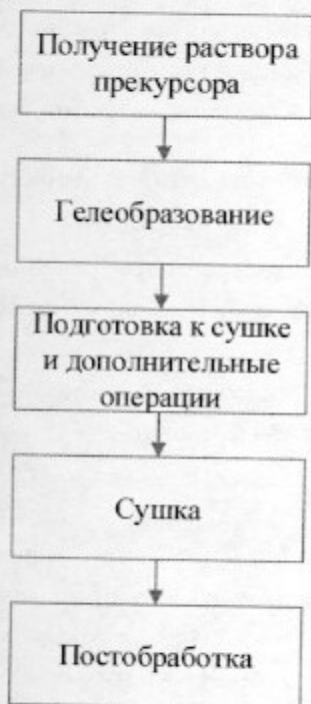 Получение раствора
прекурсора
Гелеобразование
Подготовка к сушке
и дополнительные
операции
Сушка
Постобработка